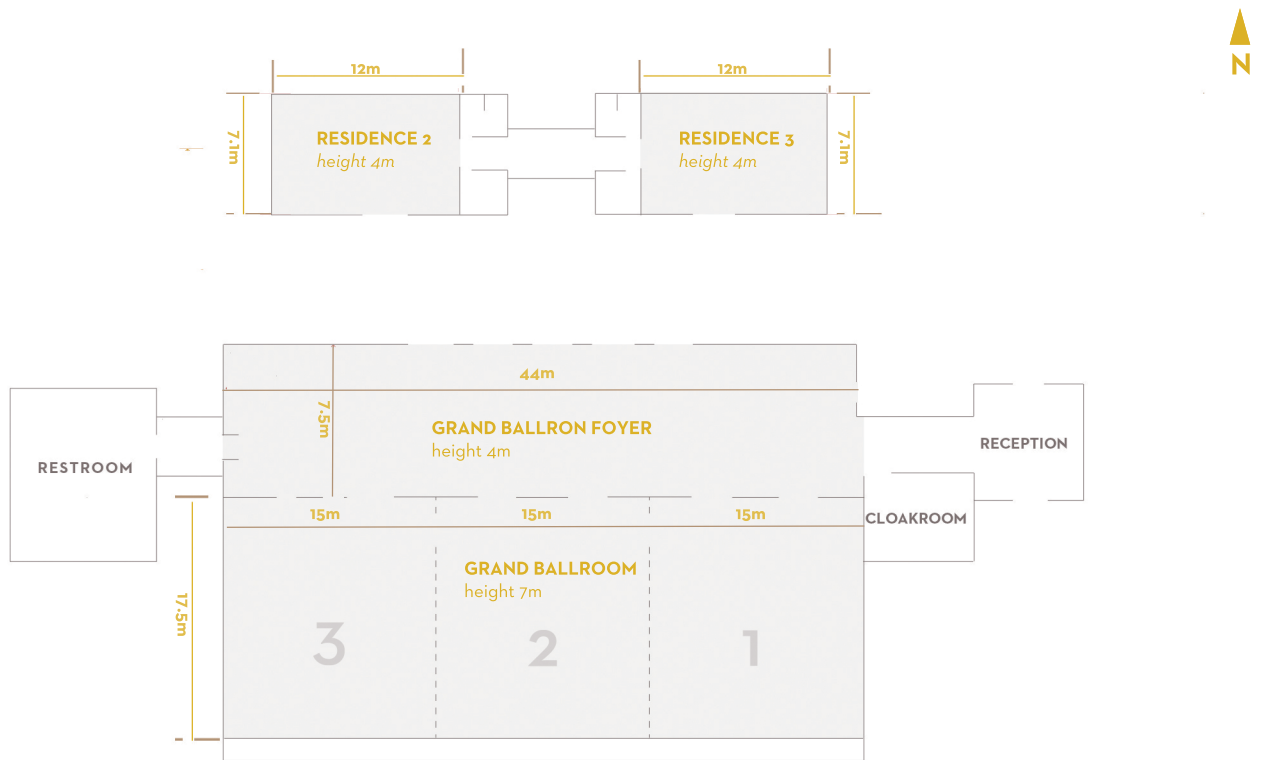 N
12m
12m
7.1m
RESIDENCE 2
height 4m
RESIDENCE 3
height 4m
7.1m
44m
7.5m
GRAND BALLRON FOYER
height 4m
RESTROOM
RECEPTION
15m
15m
15m
CLOAKROOM
17.5m
GRAND BALLROOM
height 7m
3
2
1